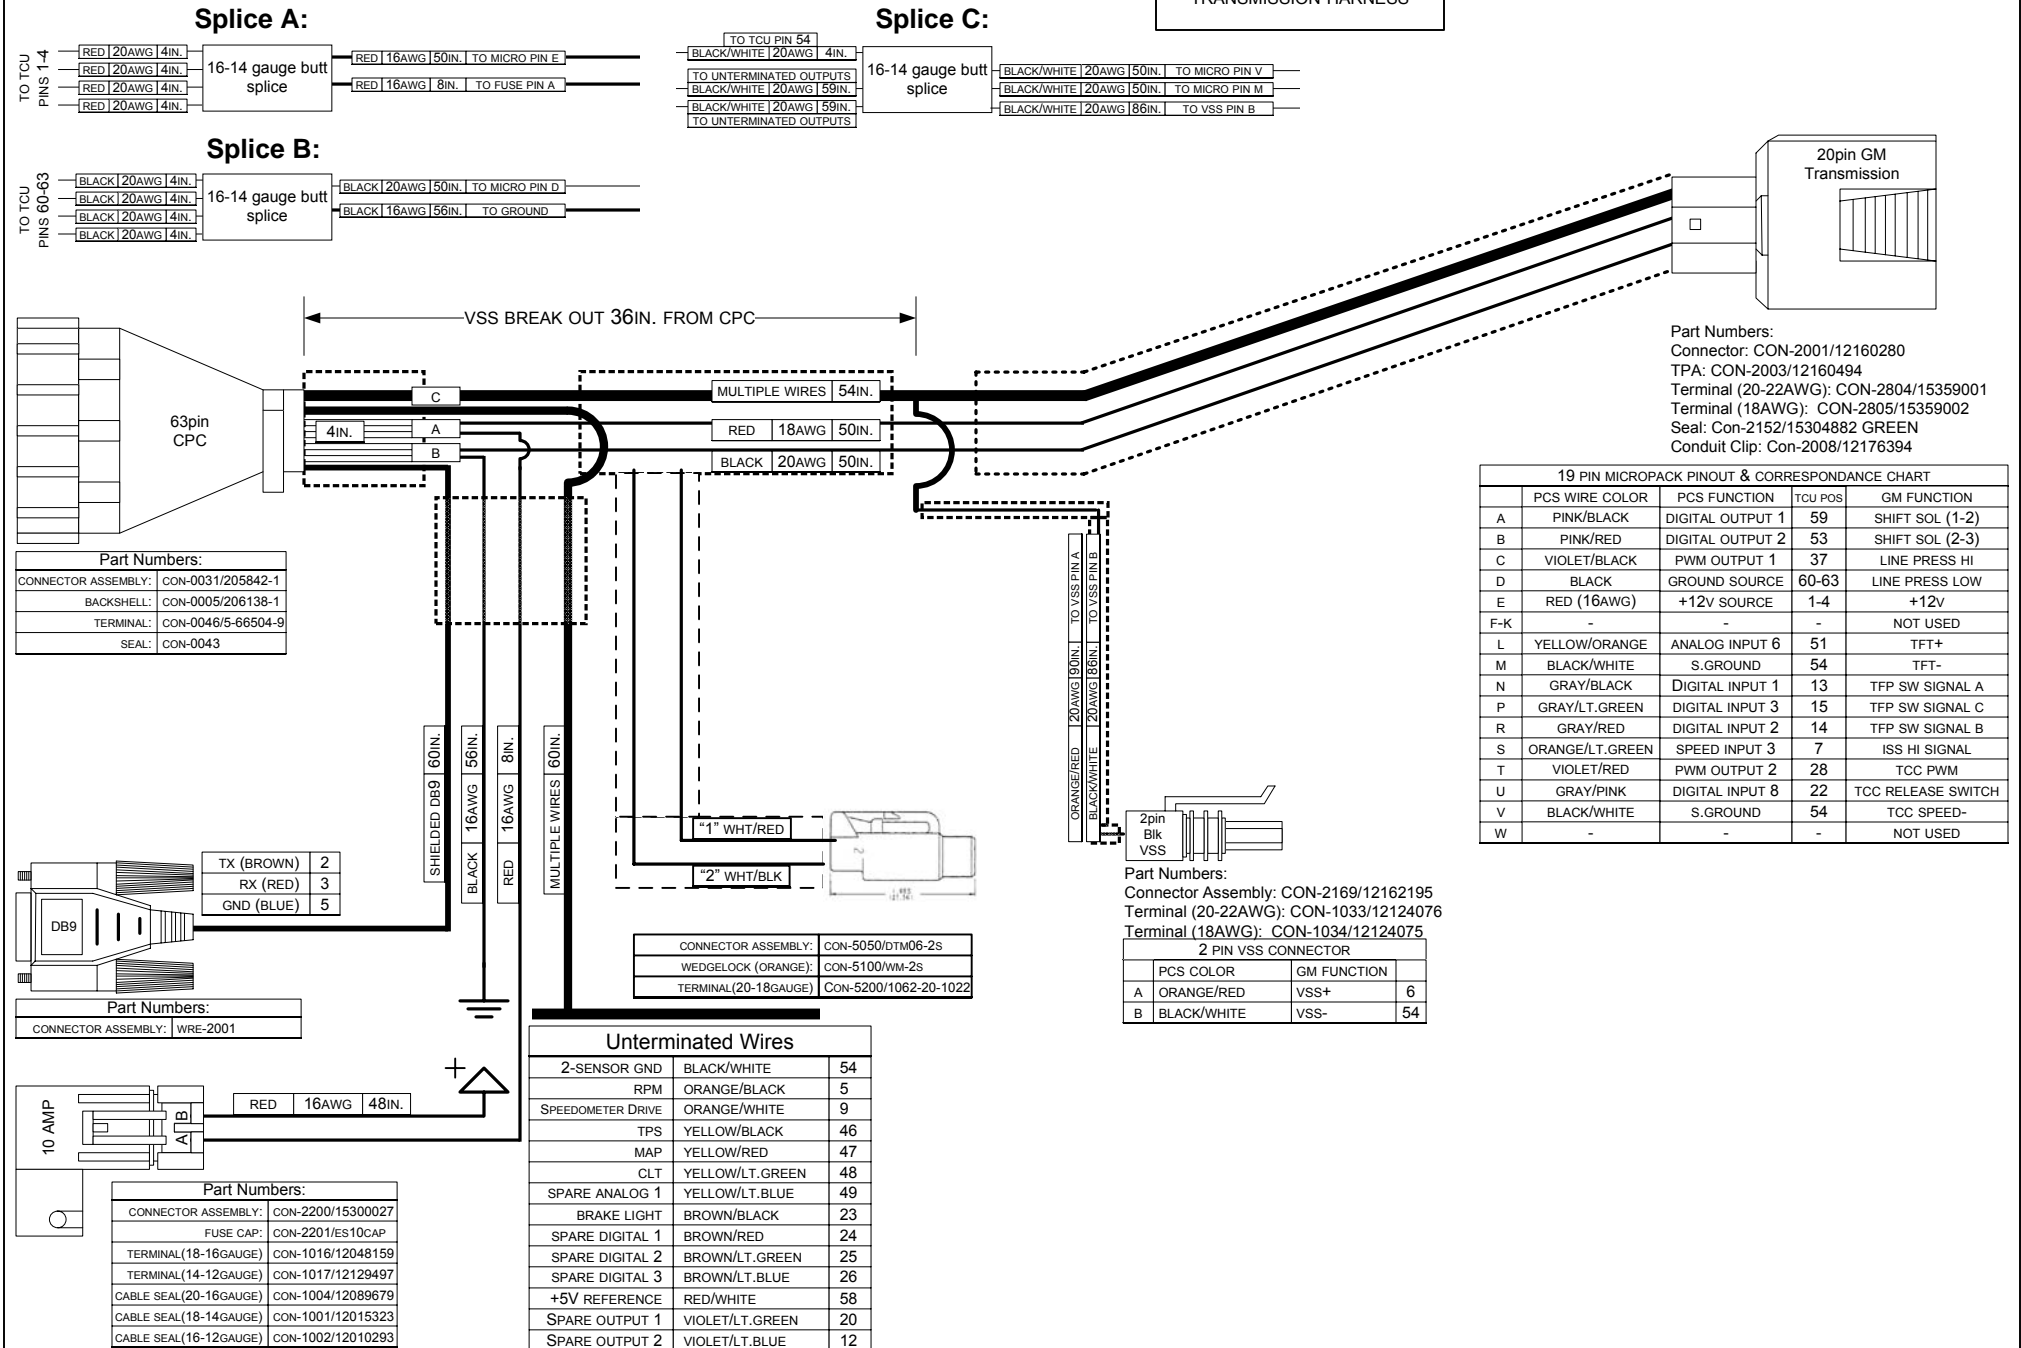 TRANSMISSION HARNESS
Splice A:
TO TCU
PINS 1-4
RED 20AWG 4IN.
RED 20AWG 4IN.
RED 20AWG 4IN.
RED 20AWG 4IN.
16-14 gauge butt
splice
RED 16AWG 50IN. TO MICRO PIN E
RED 16AWG 8IN. TO FUSE PIN A
Splice C:
TO TCU PIN 54
BLACK/WHITE 20AWG 4IN.
TO UNTERMINATED OUTPUTS
BLACK/WHITE 20AWG 59IN.
BLACK/WHITE 20AWG 59IN.
TO UNTERMINATED OUTPUTS
16-14 gauge butt
splice
BLACK/WHITE 20AWG 50IN. TO MICRO PIN V
BLACK/WHITE 20AWG 50IN. TO MICRO PIN M
BLACK/WHITE 20AWG 86IN. TO VSS PIN B
Splice B:
TO TCU
PINS 60-63
BLACK 20AWG 4IN.
BLACK 20AWG 4IN.
BLACK 20AWG 4IN.
BLACK 20AWG 4IN.
16-14 gauge butt
splice
BLACK 20AWG 50IN. TO MICRO PIN D
BLACK 16AWG 56IN. TO GROUND
20pin GM
Transmission
VSS BREAK OUT 36IN. FROM CPC
63pin
CPC
C
A
B
4IN.
MULTIPLE WIRES 54IN.
RED 18AWG 50IN.
BLACK 20AWG 50IN.
Part Numbers:
Connector: CON-2001/12160280
TPA: CON-2003/12160494
Terminal (20-22AWG): CON-2804/15359001
Terminal (18AWG): CON-2805/15359002
Seal: Con-2152/15304882 GREEN
Conduit Clip: Con-2008/12176394
19 PIN MICROPACK PINOUT & CORRESPONDANCE CHART
PCS WIRE COLOR PCS FUNCTION TCU POS GM FUNCTION
A PINK/BLACK DIGITAL OUTPUT 1 59 SHIFT SOL (1-2)
B PINK/RED DIGITAL OUTPUT 2 53 SHIFT SOL (2-3)
C VIOLET/BLACK PWM OUTPUT 1 37 LINE PRESS HI
D BLACK GROUND SOURCE 60-63 LINE PRESS LOW
E RED (16AWG) +12V SOURCE 1-4 +12V
F-K - - - NOT USED
L YELLOW/ORANGE ANALOG INPUT 6 51 TFT+
M BLACK/WHITE S.GROUND 54 TFT-
N GRAY/BLACK DIGITAL INPUT 1 13 TFP SW SIGNAL A
P GRAY/LT.GREEN DIGITAL INPUT 3 15 TFP SW SIGNAL C
R GRAY/RED DIGITAL INPUT 2 14 TFP SW SIGNAL B
S ORANGE/LT.GREEN SPEED INPUT 3 7 ISS HI SIGNAL
T VIOLET/RED PWM OUTPUT 2 28 TCC PWM
U GRAY/PINK DIGITAL INPUT 8 22 TCC RELEASE SWITCH
V BLACK/WHITE S.GROUND 54 TCC SPEED-
W - - - NOT USED
Part Numbers:
CONNECTOR ASSEMBLY: CON-0031/205842-1
BACKSHELL: CON-0005/206138-1
TERMINAL: CON-0046/5-66504-9
SEAL: CON-0043
SHIELDED DB9 60IN.
BLACK 16AWG 56IN.
RED 16AWG 8IN.
MULTIPLE WIRES 60IN.
ORANGE/RED 20AWG 90IN. TO VSS PIN A
BLACK/WHITE 20AWG 86IN. TO VSS PIN B
"1" WHT/RED
"2" WHT/BLK
2
2pin
Blk
VSS
Part Numbers:
Connector Assembly: CON-2169/12162195
Terminal (20-22AWG): CON-1033/12124076
Terminal (18AWG): CON-1034/12124075
2 PIN VSS CONNECTOR
PCS COLOR GM FUNCTION
A ORANGE/RED VSS+ 6
B BLACK/WHITE VSS- 54
DB9
TX (BROWN) 2
RX (RED) 3
GND (BLUE) 5
Part Numbers:
CONNECTOR ASSEMBLY: WRE-2001
CONNECTOR ASSEMBLY: CON-5050/DTM06-2S
WEDGELOCK (ORANGE): CON-5100/WM-2S
TERMINAL(20-18GAUGE) CON-5200/1062-20-1022
10 AMP
A B
RED 16AWG 48IN.
+
Part Numbers:
CONNECTOR ASSEMBLY: CON-2200/15300027
FUSE CAP: CON-2201/ES10CAP
TERMINAL(18-16GAUGE) CON-1016/12048159
TERMINAL(14-12GAUGE) CON-1017/12129497
CABLE SEAL(20-16GAUGE) CON-1004/12089679
CABLE SEAL(18-14GAUGE) CON-1001/12015323
CABLE SEAL(16-12GAUGE) CON-1002/12010293
Unterminated Wires
2-SENSOR GND BLACK/WHITE 54
RPM ORANGE/BLACK 5
SPEEDOMETER DRIVE ORANGE/WHITE 9
TPS YELLOW/BLACK 46
MAP YELLOW/RED 47
CLT YELLOW/LT.GREEN 48
SPARE ANALOG 1 YELLOW/LT.BLUE 49
BRAKE LIGHT BROWN/BLACK 23
SPARE DIGITAL 1 BROWN/RED 24
SPARE DIGITAL 2 BROWN/LT.GREEN 25
SPARE DIGITAL 3 BROWN/LT.BLUE 26
+5V REFERENCE RED/WHITE 58
SPARE OUTPUT 1 VIOLET/LT.GREEN 20
SPARE OUTPUT 2 VIOLET/LT.BLUE 12